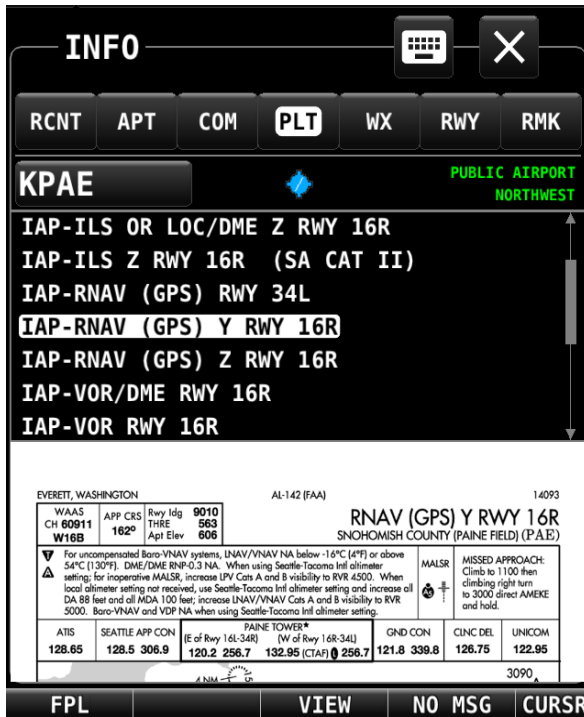 INFO
RCNT APT COM PLT WX RWY RMK
KPAE
PUBLIC AIRPORT
NORTHWEST
IAP-ILS OR LOC/DME Z RWY 16R
IAP-ILS Z RWY 16R (SA CAT II)
IAP-RNAV (GPS) RWY 34L
IAP-RNAV (GPS) Y RWY 16R
IAP-RNAV (GPS) Z RWY 16R
IAP-VOR/DME RWY 16R
IAP-VOR RWY 16R
EVERETT, WASHINGTON AL-142 (FAA) 14093
WAAS
CH 60911
W16B
APP CRS
162°
Rwy ldg 9010
THRE 563
Apt Elev 606
RNAV (GPS) Y RWY 16R
SNOHOMISH COUNTY (PAINE FIELD) (PAE)
T For uncompensated Baro-VNAV systems, LNAV/VNAV NA below -16°C (4°F) or above
A 54°C (130°F). DME/DME RNP-0.3 NA. When using Seattle-Tacoma Intl altimeter
setting; for inoperative MALSR, increase LPV Cats A and B visibility to RVR 4500. When
local altimeter setting not received, use Seattle-Tacoma Intl altimeter setting and increase all
DA 88 feet and all MDA 100 feet; increase LNAV/VNAV Cats A and B visibility to RVR
5000. Baro-VNAV and VDP NA when using Seattle-Tacoma Intl altimeter setting.
MALSR
A5
MISSED APPROACH:
Climb to 1100 then
climbing right turn
to 3000 direct AMEKE
and hold.
ATIS
128.65
SEATTLE APP CON
128.5 306.9
PAINE TOWER★
(E of Rwy 16L-34R) (W of Rwy 16R-34L)
120.2 256.7 132.95 (CTAF) L 256.7
GND CON
121.8 339.8
CLNC DEL
126.75
UNICOM
122.95
4 NM
3090
FPL VIEW NO MSG CURSR